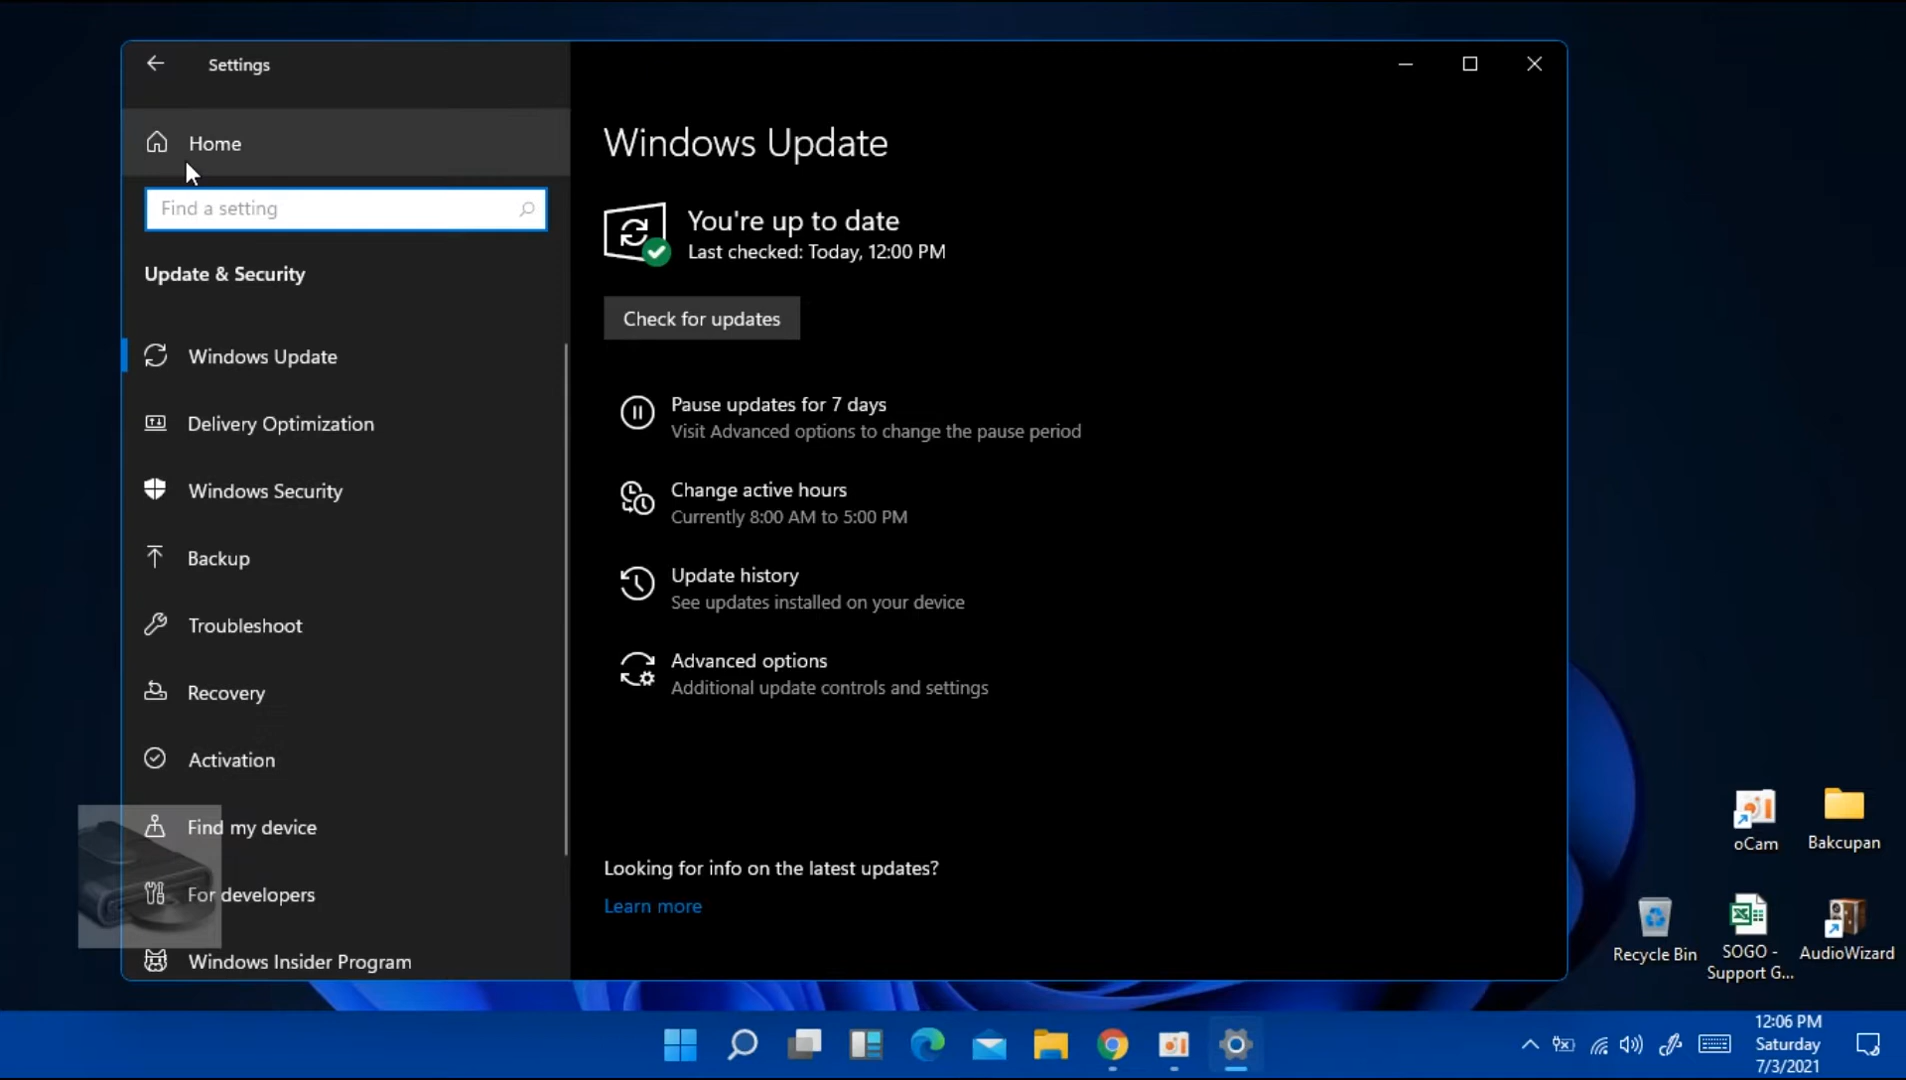 Settings
Home
Find a setting
Update & Security
Windows Update
Delivery Optimization
Windows Security
Backup
Troubleshoot
Recovery
Activation
Find my device
For developers
Windows Insider Program
Windows Update
You're up to date
Last checked: Today, 12:00 PM
Check for updates
Pause updates for 7 days
Visit Advanced options to change the pause period
Change active hours
Currently 8:00 AM to 5:00 PM
Update history
See updates installed on your device
Advanced options
Additional update controls and settings
Looking for info on the latest updates?
Learn more
oCam
Bakcupan
Recycle Bin
SOGO -
Support G...
AudioWizard
12:06 PM
Saturday
7/3/2021